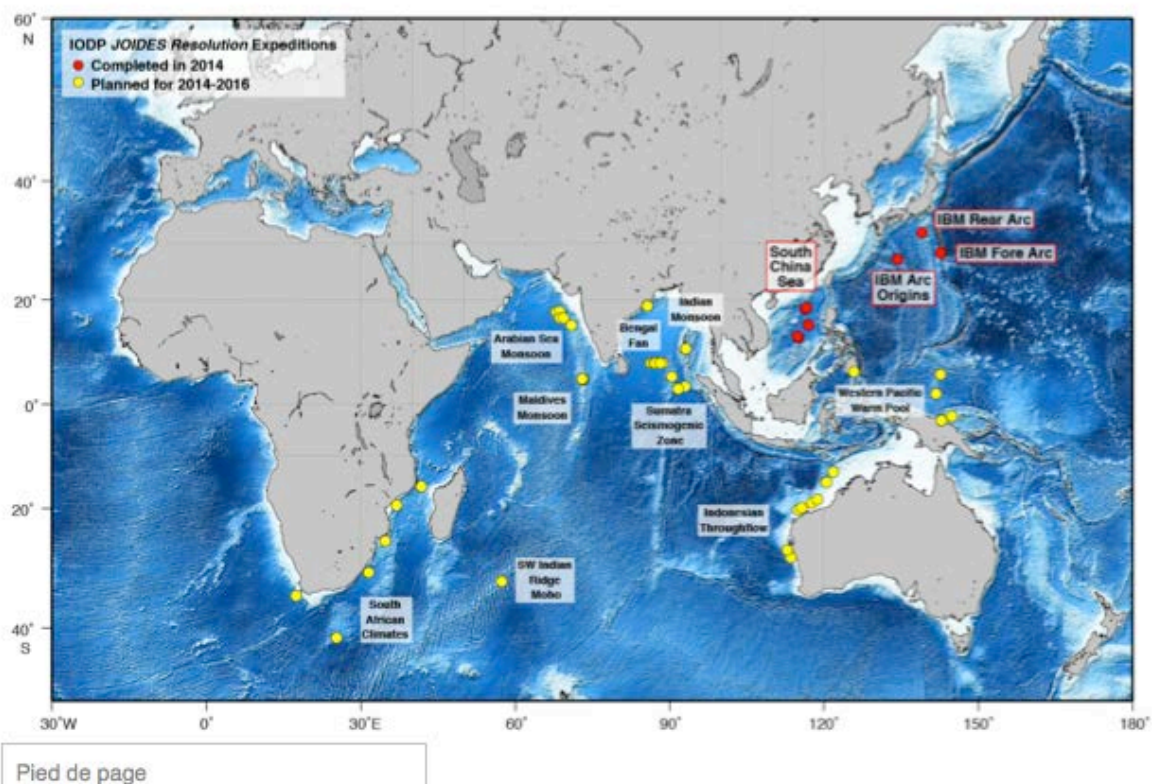 60°
N
IODP JOIDES Resolution Expeditions
Completed in 2014
Planned for 2014-2016
40°
IBM Rear Arc
South
China
Sea
IBM Fore Arc
IBM Arc
Origins
20°
Indian
Monsoon
Bengal
Fan
Arabian Sea
Monsoon
Maldives
Monsoon
Western Pacific
Warm Pool
0°
Sumatra
Seismogenic
Zone
20°
Indonesian
Throughflow
SW Indian
Ridge
Moho
South
African
Climates
40°
S
30°W
0°
30°E
60°
90°
120°
150°
180°
Pied de page